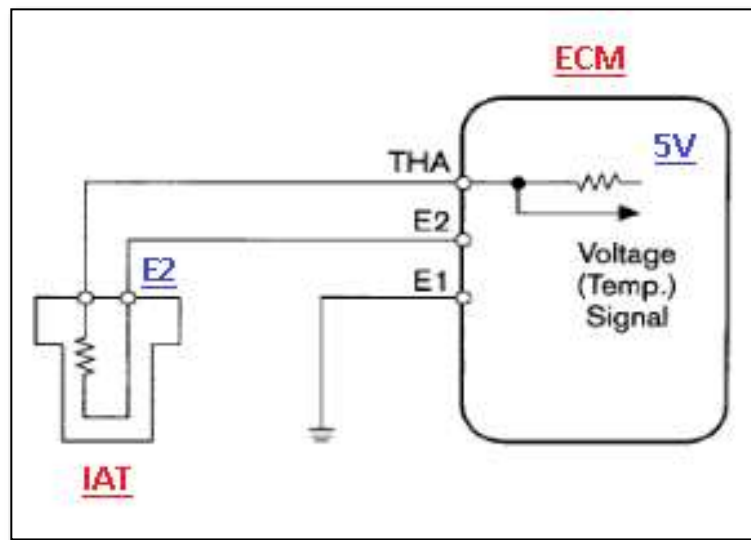 ECM
5V
THA
E2
E2
E1
Voltage
(Temp.)
Signal
IAT